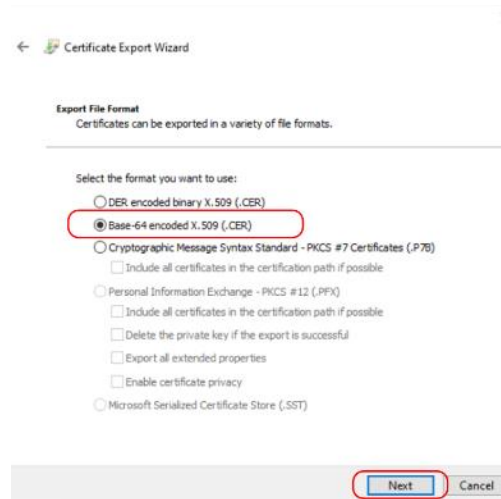 Certificate Export Wizard
Export File Format
Certificates can be exported in a variety of file formats.
Select the format you want to use:
DER encoded binary X.509 (.CER)
Base-64 encoded X.509 (.CER)
Cryptographic Message Syntax Standard - PKCS #7 Certificates (.P7B)
Include all certificates in the certification path if possible
Personal Information Exchange - PKCS #12 (.PFX)
Include all certificates in the certification path if possible
Delete the private key if the export is successful
Export all extended properties
Enable certificate privacy
Microsoft Serialized Certificate Store (.SST)
Next Cancel